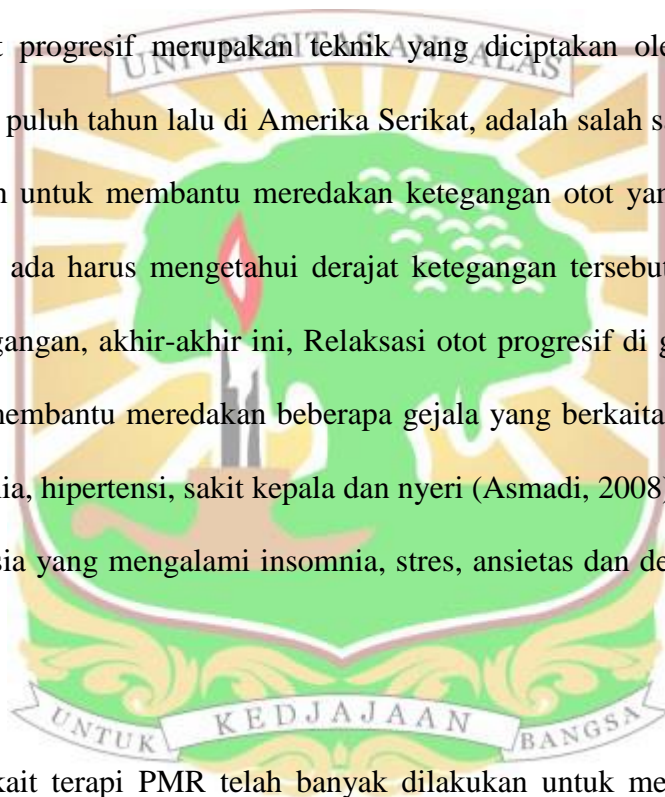 t progresif merupakan teknik yang diciptakan ole
UNIVERSITAS ANDALAS
puluh tahun lalu di Amerika Serikat, adalah salah s
n untuk membantu meredakan ketegangan otot yan
ada harus mengetahui derajat ketegangan tersebut
gangan, akhir-akhir ini, Relaksasi otot progresif di g
membantu meredakan beberapa gejala yang berkaita
ia, hipertensi, sakit kepala dan nyeri (Asmadi, 2008)
sia yang mengalami insomnia, stres, ansietas dan de
UNTUK KEDJAJAAN BANGSA
kait terapi PMR telah banyak dilakukan untuk me